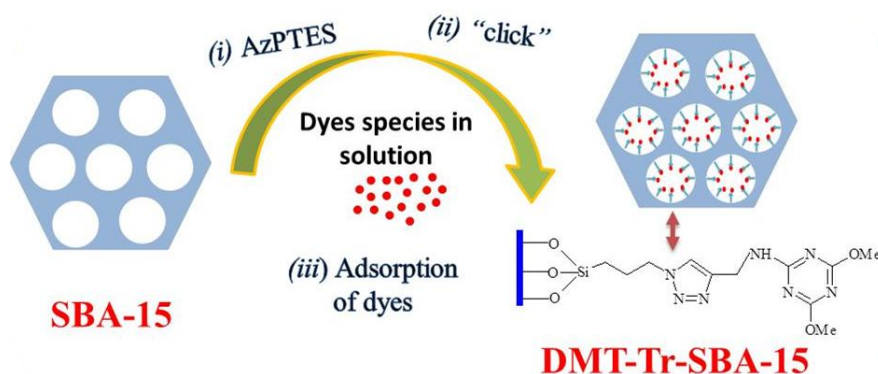 (i) AzPTES
(ii) “click”
Dyes species in
solution
(iii) Adsorption
of dyes
SBA-15
O
O
O
Si
N
N=N
NH
N
N
N
OMe
OMe
DMT-Tr-SBA-15